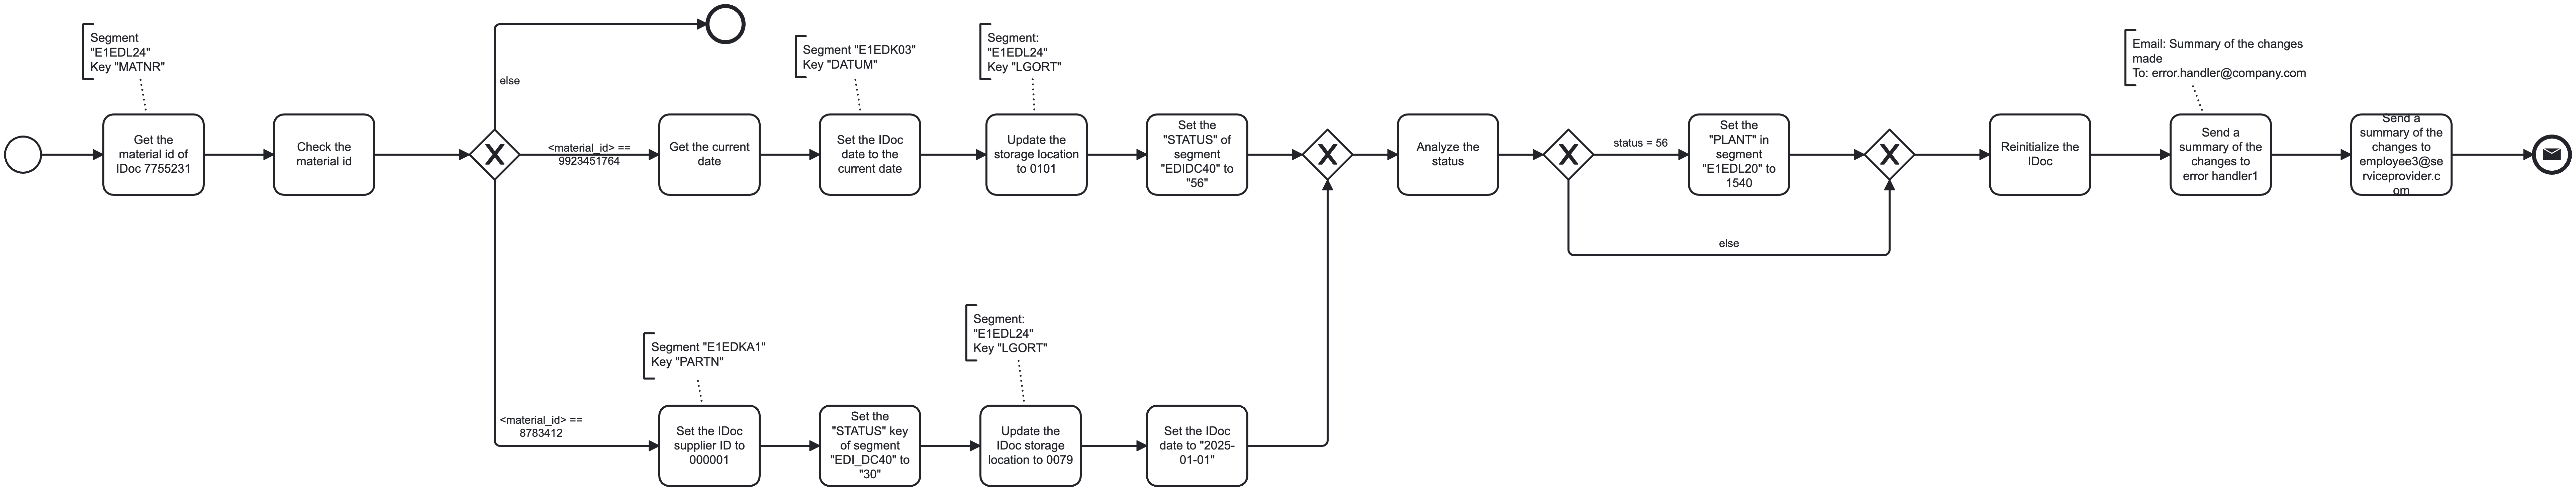 Segment
"E1EDL24"
Key "MATNR"
Get the
material id of
IDoc 7755231
Check the
material id
else
<material_id> ==
9923451764
Get the current
date
Segment "E1EDK03"
Key "DATUM"
Set the IDoc
date to the
current date
Segment:
"E1EDL24"
Key "LGORT"
Update the
storage location
to 0101
Set the
"STATUS" of
segment
"EDIDC40" to
"56"
Analyze the
status
status = 56
Set the
"PLANT" in
segment
"E1EDL20" to
1540
else
Reinitialize the
IDoc
Email: Summary of the changes
made
To: error.handler@company.com
Send a
summary of the
changes to
error handler1
Send a
summary of the
changes to
employee3@se
rviceprovider.c
om
<material_id> ==
8783412
Segment "E1EDKA1"
Key "PARTN"
Set the IDoc
supplier ID to
000001
Set the
"STATUS" key
of segment
"EDI_DC40" to
"30"
Segment:
"E1EDL24"
Key "LGORT"
Update the
IDoc storage
location to 0079
Set the IDoc
date to "2025-
01-01"